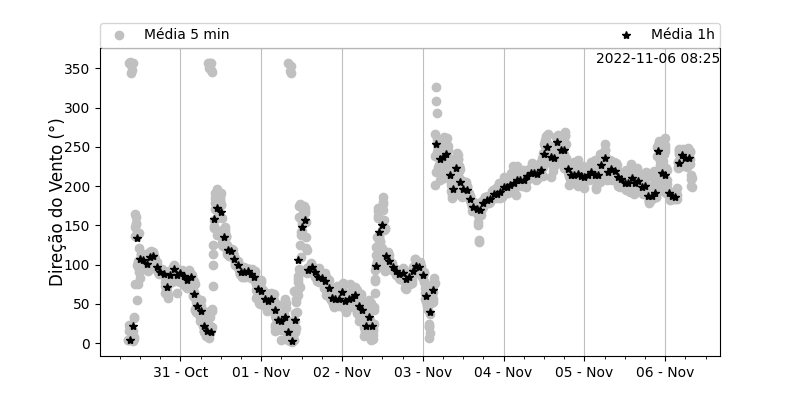 Média 5 min
Média 1h
2022-11-06 08:25
Direção do Vento (°)
350
300
250
200
150
100
50
0
31 - Oct
01 - Nov
02 - Nov
03 - Nov
04 - Nov
05 - Nov
06 - Nov